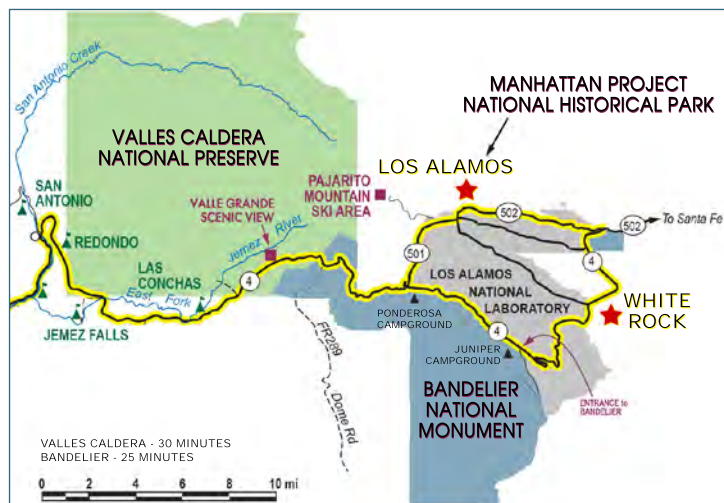 MANHATTAN PROJECT
NATIONAL HISTORICAL PARK
San Antonio Creek
VALLES CALDERA
NATIONAL PRESERVE
LOS ALAMOS
SAN
ANTONIO
PAJARITO
MOUNTAIN
SKI AREA
VALLE GRANDE
SCENIC VIEW
502
502
To Santa Fe
REDONDO
Jemez River
501
4
LAS
CONCHAS
4
LOS ALAMOS
NATIONAL
LABORATORY
East Fork
WHITE
ROCK
JEMEZ FALLS
PONDEROSA
CAMPGROUND
4
FR289
JUNIPER
CAMPGROUND
Dome Rd
BANDELIER
NATIONAL
MONUMENT
ENTRANCE to
BANDELIER
VALLES CALDERA - 30 MINUTES
BANDELIER - 25 MINUTES
0 2 4 6 8 10 mi